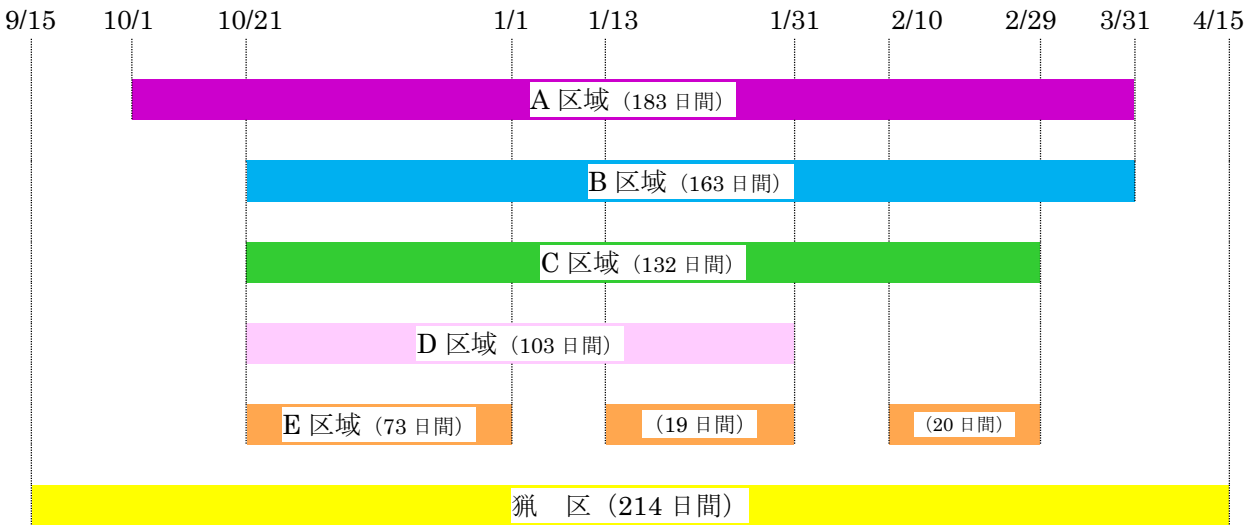 9/15 10/1 10/21 1/1 1/13 1/31 2/10 2/29 3/31 4/15
A 区域（183 日間）
B 区域（163 日間）
C 区域（132 日間）
D 区域（103 日間）
E 区域（73 日間） （19 日間） （20 日間）
猟　区（214 日間）